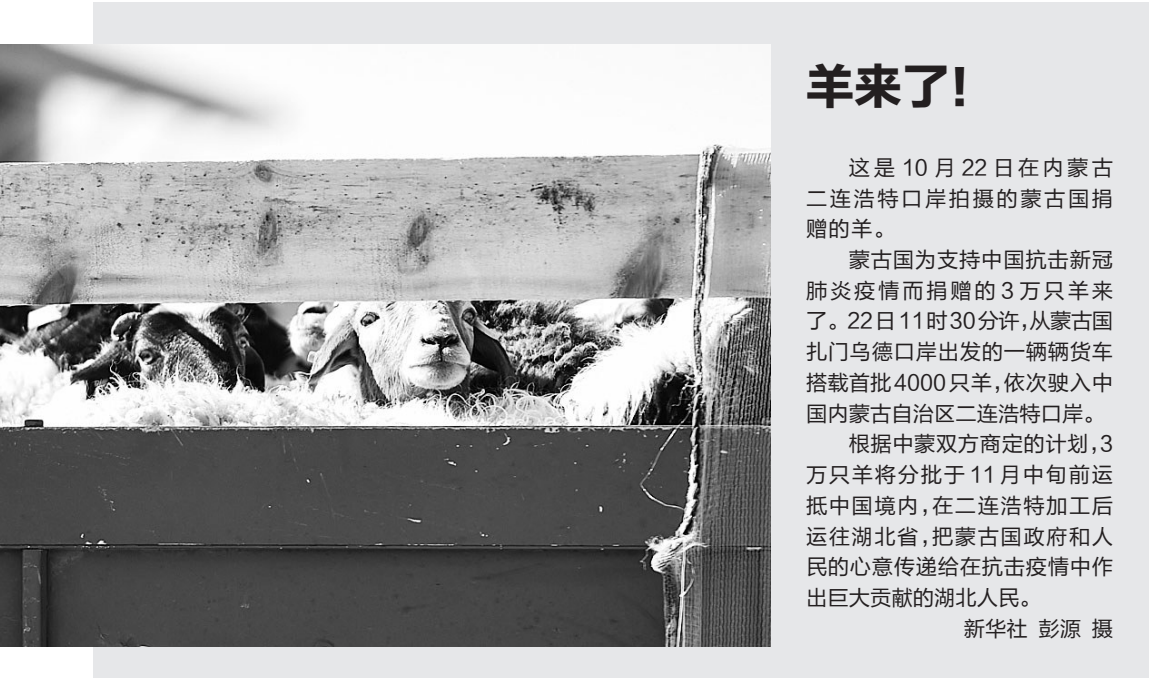 羊来了！
这是 10 月 22 日在内蒙古
二连浩特口岸拍摄的蒙古国捐
赠的羊。
蒙古国为支持中国抗击新冠
肺炎疫情而捐赠的 3 万只羊来
了。22日11时30分许，从蒙古国
扎门乌德口岸出发的一辆辆货车
搭载首批4000只羊，依次驶入中
国内蒙古自治区二连浩特口岸。
根据中蒙双方商定的计划，3
万只羊将分批于 11 月中旬前运
抵中国境内，在二连浩特加工后
运往湖北省，把蒙古国政府和人
民的心意传递给在抗击疫情中作
出巨大贡献的湖北人民。
新华社 彭源 摄